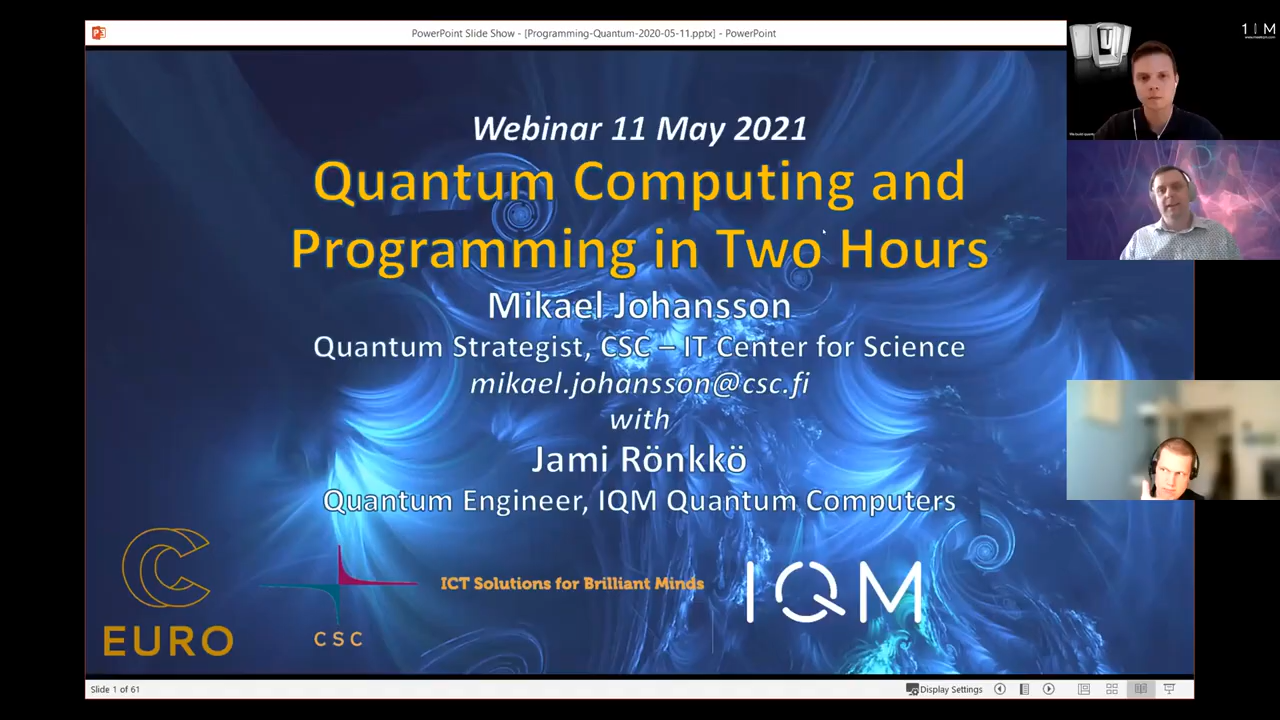 PowerPoint Slide Show - [Programming-Quantum-2020-05-11.pptx] - PowerPoint
Webinar 11 May 2021
Quantum Computing and
Programming in Two Hours
Mikael Johansson
Quantum Strategist, CSC – IT Center for Science
mikael.johansson@csc.fi
with
Jami Rönkkö
Quantum Engineer, IQM Quantum Computers
CC
EURO
CSC
ICT Solutions for Brilliant Minds
IQM
Slide 1 of 61
Display Settings